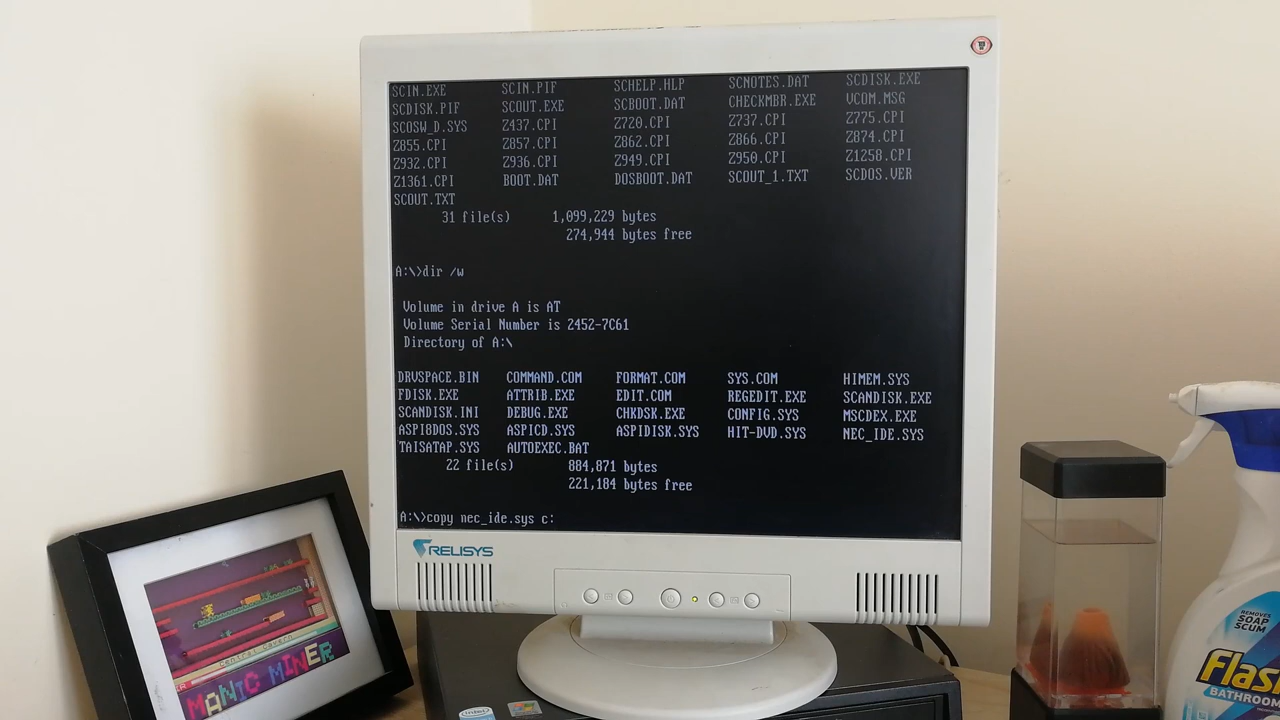 SCIN.EXE SCIN.PIF SCHELP.HLP SCNOTES.DAT SCDISK.EXE
SCDISK.PIF SCOUT.EXE SCBOOT.DAT CHECKMBR.EXE VCOM.MSG
SCOSW_D.SYS Z437.CPI Z720.CPI Z737.CPI Z775.CPI
Z855.CPI Z857.CPI Z862.CPI Z866.CPI Z874.CPI
Z932.CPI Z936.CPI Z949.CPI Z950.CPI Z1258.CPI
Z1361.CPI BOOT.DAT DOSBOOT.DAT SCOUT_1.TXT SCDOS.VER
SCOUT.TXT
31 file(s) 1,099,229 bytes
274,944 bytes free
A:\>dir /w
Volume in drive A is AT
Volume Serial Number is 2452-7C61
Directory of A:\
DRVSPACE.BIN COMMAND.COM FORMAT.COM SYS.COM HIMEM.SYS
FDISK.EXE ATTRIB.EXE EDIT.COM REGEDIT.EXE SCANDISK.EXE
SCANDISK.INI DEBUG.EXE CHKDSK.EXE CONFIG.SYS MSCDEX.EXE
ASPI8DOS.SYS ASPICD.SYS ASPIDISK.SYS HIT-DVD.SYS NEC_IDE.SYS
TAISATAP.SYS AUTOEXEC.BAT
22 file(s) 884,871 bytes
221,184 bytes free
A:\>copy nec_ide.sys c:
RELISYS
Central Cavern
MANIC MINER
intel
REMOVES
SOAP
SCUM
Flash
BATHROOM